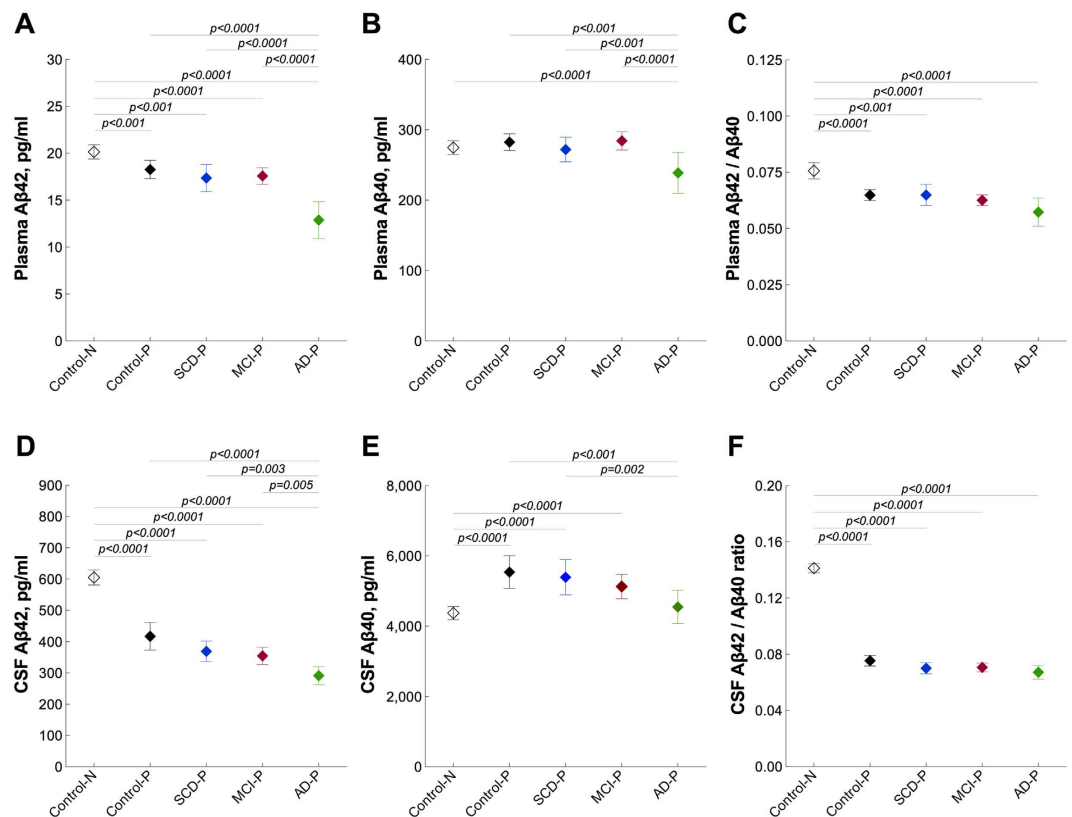 A
p<0.0001
p<0.0001
p<0.0001
p<0.0001
p<0.0001
p<0.001
p<0.001
30
25
20
15
10
5
0
Plasma Aβ42, pg/ml
Control-N
Control-P
SCD-P
MCI-P
AD-P
B
p<0.001
p<0.001
p<0.0001
p<0.0001
400
300
200
100
0
Plasma Aβ40, pg/ml
Control-N
Control-P
SCD-P
MCI-P
AD-P
C
p<0.0001
p<0.0001
p<0.001
p<0.0001
0.125
0.100
0.075
0.050
0.025
0.000
Plasma Aβ42 / Aβ40
Control-N
Control-P
SCD-P
MCI-P
AD-P
D
p<0.0001
p=0.003
p=0.005
p<0.0001
p<0.0001
p<0.0001
p<0.0001
900
800
700
600
500
400
300
200
100
0
CSF Aβ42, pg/ml
Control-N
Control-P
SCD-P
MCI-P
AD-P
E
p<0.001
p=0.002
p<0.0001
p<0.0001
p<0.0001
8,000
6,000
4,000
2,000
0
CSF Aβ40, pg/ml
Control-N
Control-P
SCD-P
MCI-P
AD-P
F
p<0.0001
p<0.0001
p<0.0001
p<0.0001
0.20
0.16
0.12
0.08
0.04
0.00
CSF Aβ42 / Aβ40 ratio
Control-N
Control-P
SCD-P
MCI-P
AD-P